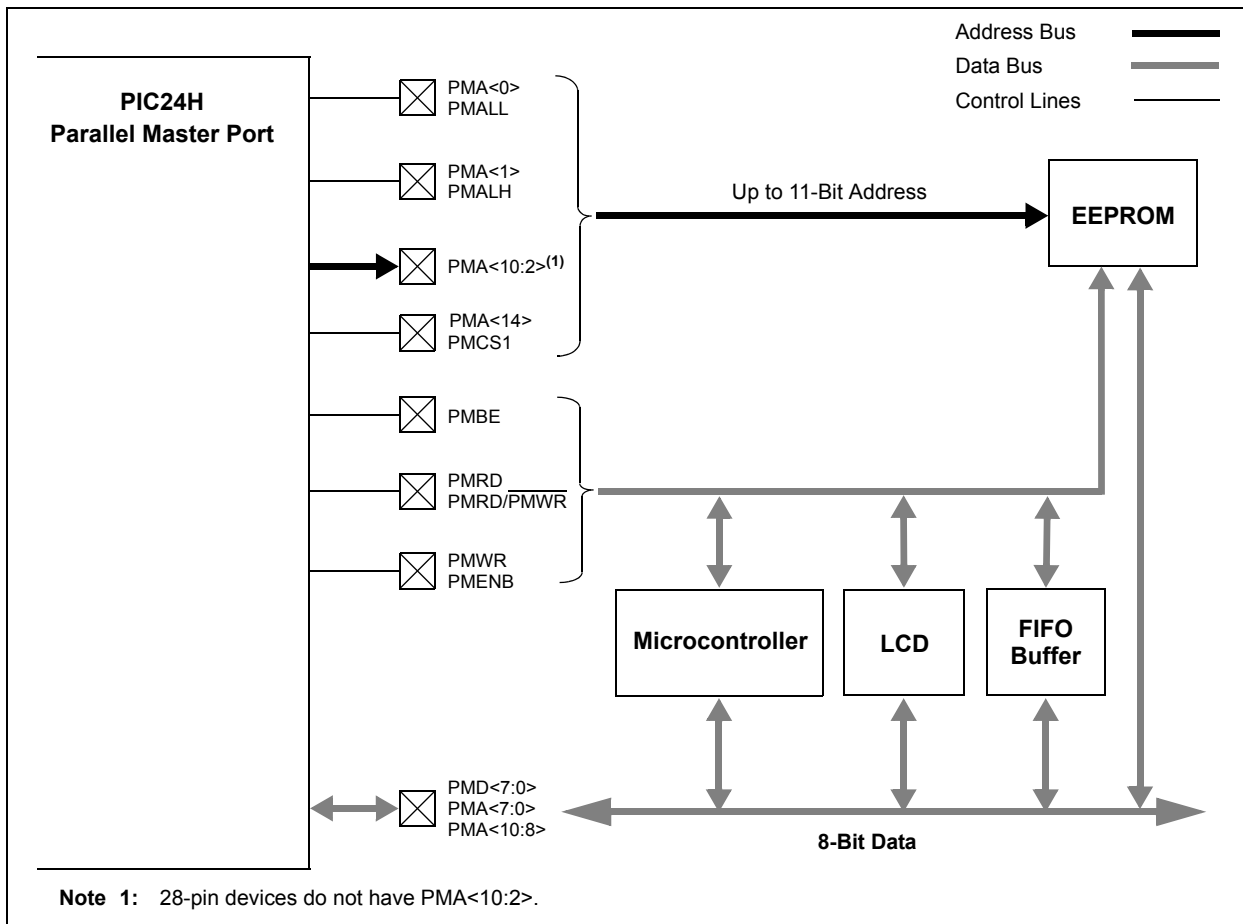 Address Bus
Data Bus
Control Lines
PIC24H
Parallel Master Port
PMA<0>
PMALL
PMA<1>
PMALH
PMA<10:2>(1)
PMA<14>
PMCS1
Up to 11-Bit Address
EEPROM
PMBE
PMRD
PMRD/PMWR
PMWR
PMENB
Microcontroller
LCD
FIFO
Buffer
PMD<7:0>
PMA<7:0>
PMA<10:8>
8-Bit Data
Note 1: 28-pin devices do not have PMA<10:2>.